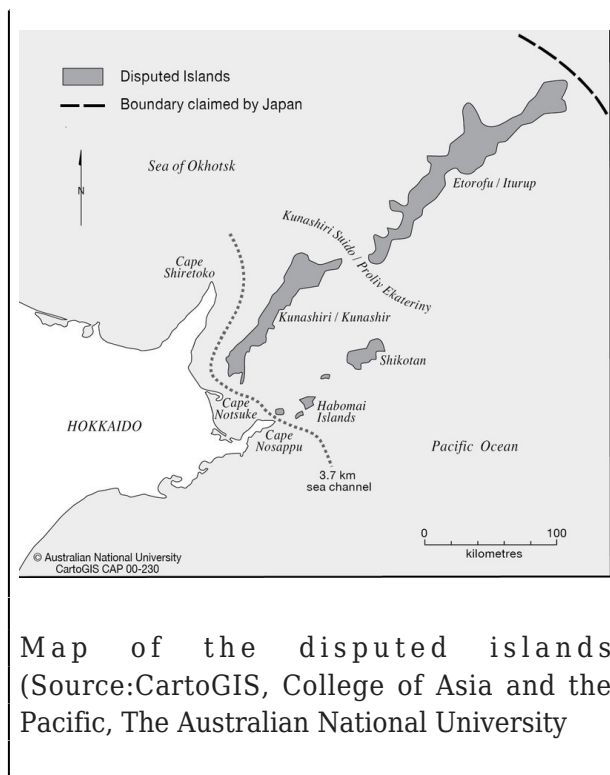 Disputed Islands
Boundary claimed by Japan
Sea of Okhotsk
N
Etorofu / Iturup
Kunashiri Suido / Proliv Ekateriny
Cape
Shiretoko
Kunashiri / Kunashir
Shikotan
Cape
Notsuke
Habomai
Islands
HOKKAIDO
Cape
Nosappu
Pacific Ocean
3.7 km
sea channel
0 100
kilometres
© Australian National University
CartoGIS CAP 00-230
Map of the disputed islands
(Source:CartoGIS, College of Asia and the
Pacific, The Australian National University